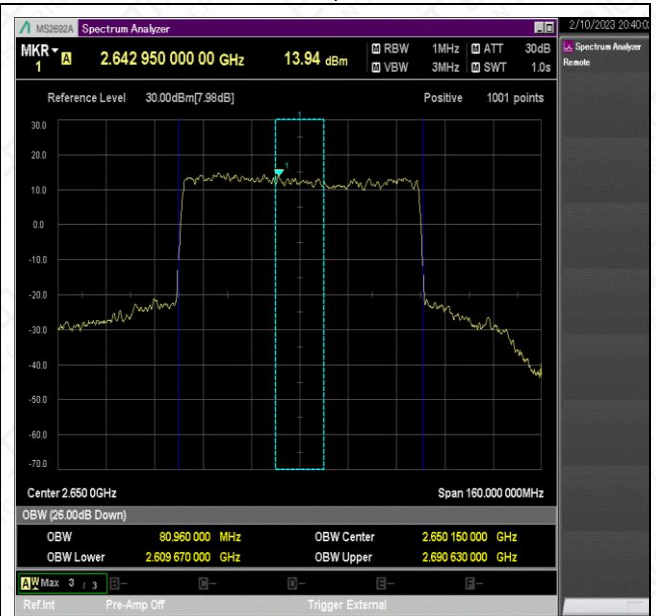 MS2692A Spectrum Analyzer
2/10/2023 20:40:0
MKR A 2.642 950 000 00 GHz 13.94 dBm M RBW 1MHz M ATT 30dB
1 M VBW 3MHz M SWT 1.0s
Spectrum Analyzer
Remote
Reference Level 30.00dBm[7.98dB] Positive 1001 points
1
30.0
20.0
1
10.0
0.0
-10.0
-20.0
-30.0
-40.0
-50.0
-60.0
-70.0
Center 2.650 0GHz Span 160.000 000MHz
OBW (26.00dB Down)
OBW 80.960 000 MHz OBW Center 2.650 150 000 GHz
OBW Lower 2.609 670 000 GHz OBW Upper 2.690 630 000 GHz
A W Max 3 / 3 B- C- D- E- F-
Ref.Int Pre-Amp Off Trigger External